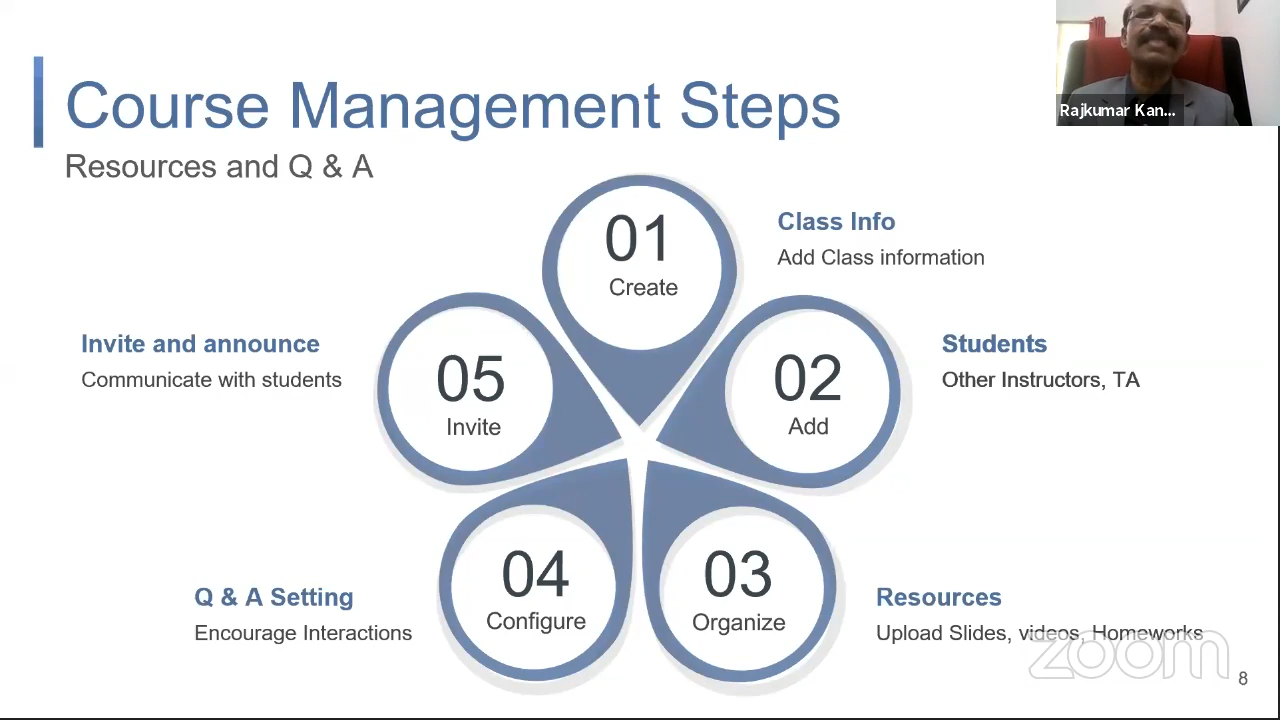 Course Management Steps
Resources and Q & A
Rajkumar Kan...
01
Create
Class Info
Add Class information
02
Add
Students
Other Instructors, TA
03
Organize
Resources
Upload Slides, videos, Homeworks
04
Configure
Q & A Setting
Encourage Interactions
05
Invite
Invite and announce
Communicate with students
zoom
8